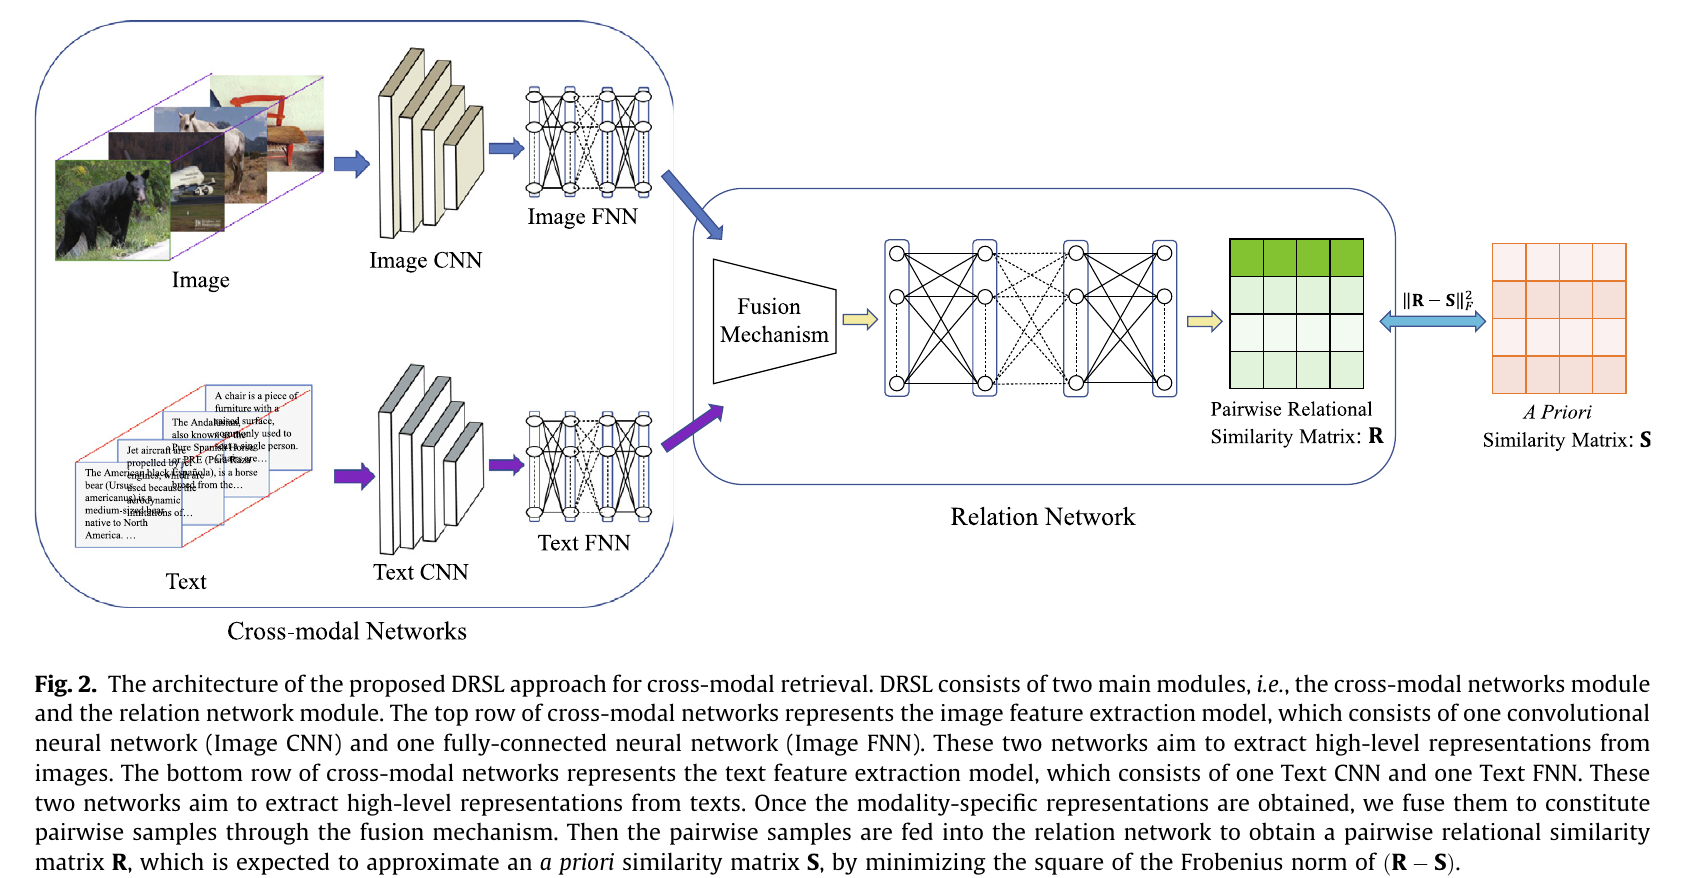 Image
Image CNN
Image FNN
A chair is a piece of
furniture with a
raised surface,
commonly used to
seat a single person.
Chairs are…
The Andalusian,
also known as the
Pure Spanish Horse
or PRE (Pura Raza
Española), is a horse
breed from the…
Jet aircraft are
propelled by jet
engines, which are
used because the
aerodynamic
limitations of…
The American black
bear (Ursus
americanus) is a
medium-sized bear
native to North
America. …
Text
Text CNN
Text FNN
Cross-modal Networks
Fusion
Mechanism
Pairwise Relational
Similarity Matrix: R
Relation Network
‖R − S‖²_F
A Priori
Similarity Matrix: S
Fig. 2. The architecture of the proposed DRSL approach for cross-modal retrieval. DRSL consists of two main modules, i.e., the cross-modal networks module
and the relation network module. The top row of cross-modal networks represents the image feature extraction model, which consists of one convolutional
neural network (Image CNN) and one fully-connected neural network (Image FNN). These two networks aim to extract high-level representations from
images. The bottom row of cross-modal networks represents the text feature extraction model, which consists of one Text CNN and one Text FNN. These
two networks aim to extract high-level representations from texts. Once the modality-specific representations are obtained, we fuse them to constitute
pairwise samples through the fusion mechanism. Then the pairwise samples are fed into the relation network to obtain a pairwise relational similarity
matrix R, which is expected to approximate an a priori similarity matrix S, by minimizing the square of the Frobenius norm of (R − S).